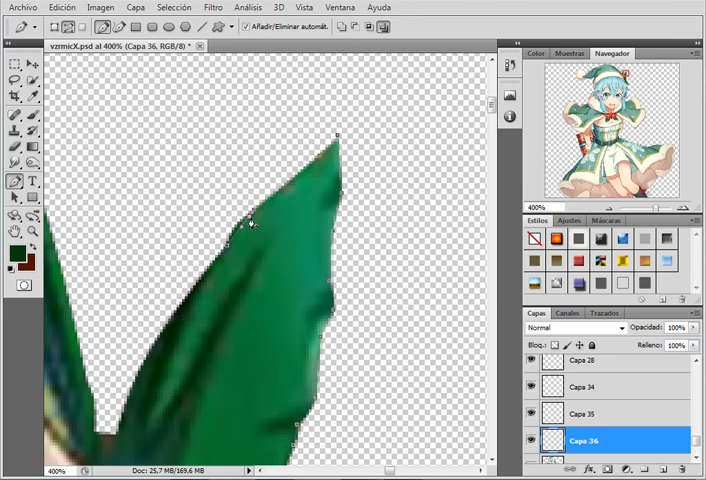 Archivo Edición Imagen Capa Selección Filtro Análisis 3D Vista Ventana Ayuda
Añadir/Eliminar automát.
vzrmicX.psd al 400% (Capa 36, RGB/8) *
Color Muestras Navegador
400%
Estilos Ajustes Máscaras
Capas Canales Trazados
Normal Opacidad: 100%
Bloq.: Relleno: 100%
Capa 28
Capa 34
Capa 35
Capa 36
400% Doc: 25,7 MB/169,6 MB